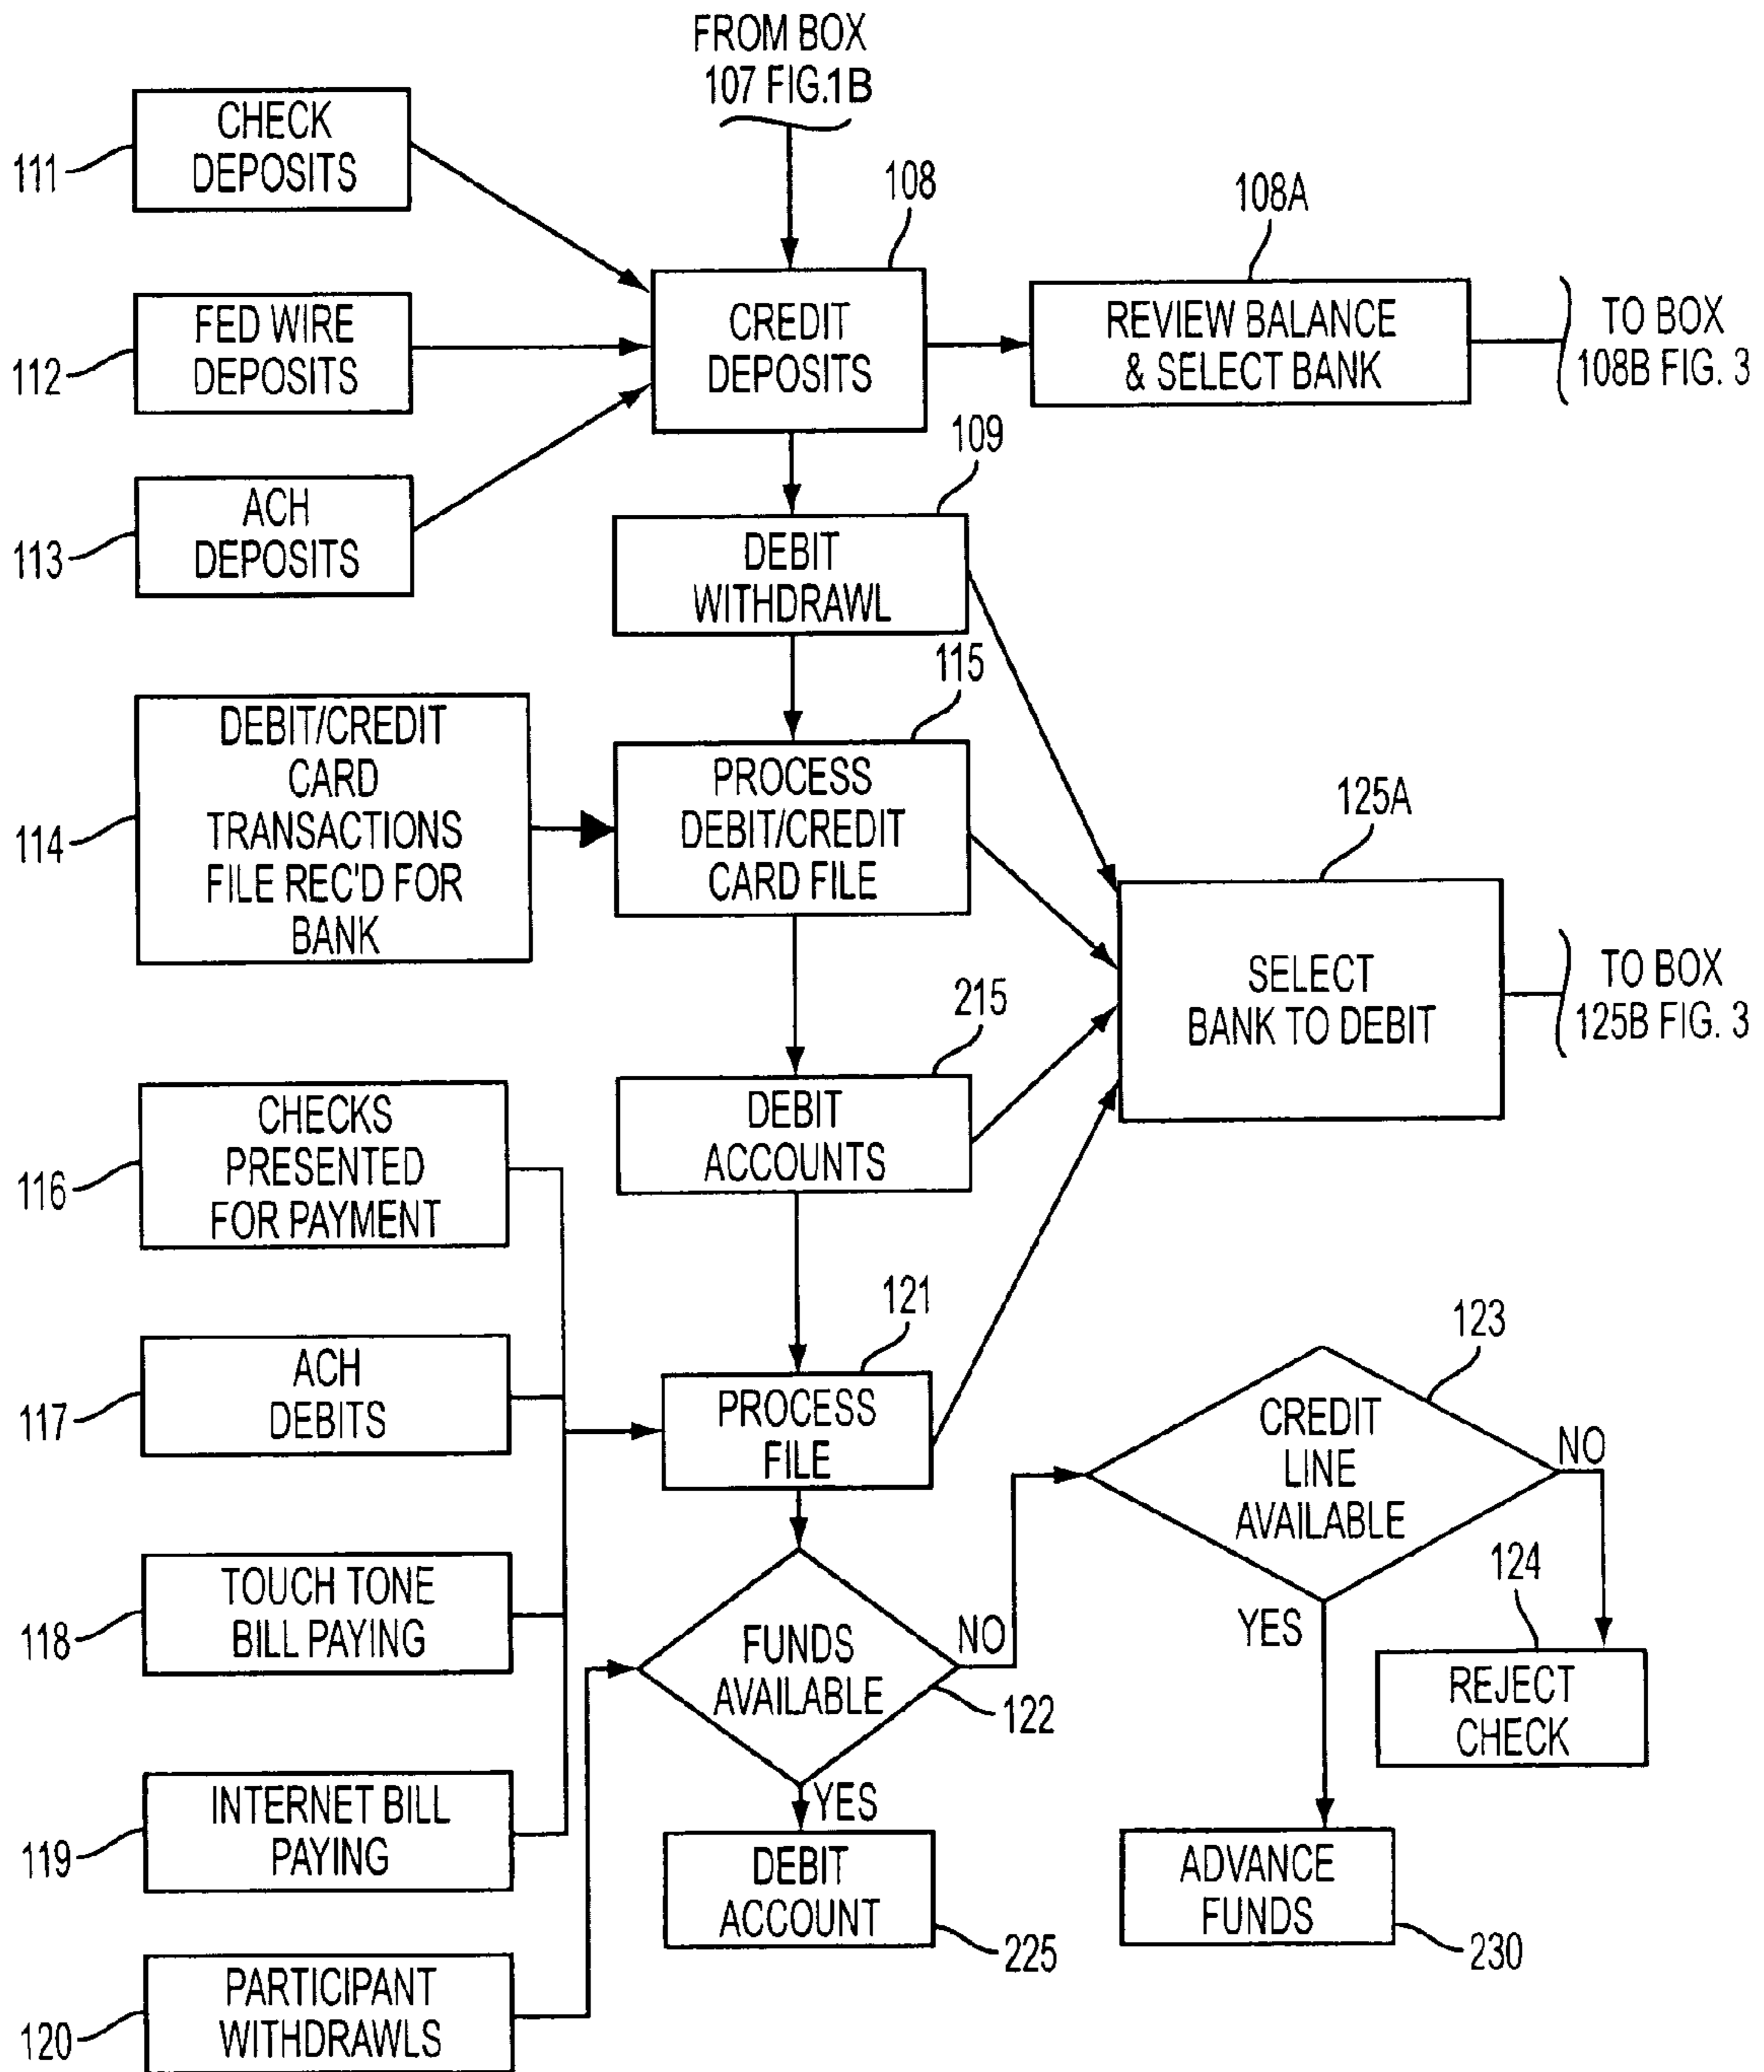 FROM BOX
107 FIG.1B
CHECK
DEPOSITS
111
108
108A
FED WIRE
DEPOSITS
112
CREDIT
DEPOSITS
REVIEW BALANCE
& SELECT BANK
TO BOX
108B FIG. 3
109
ACH
DEPOSITS
113
DEBIT
WITHDRAWL
115
DEBIT/CREDIT
CARD
TRANSACTIONS
FILE REC'D FOR
BANK
114
PROCESS
DEBIT/CREDIT
CARD FILE
125A
SELECT
BANK TO DEBIT
TO BOX
125B FIG. 3
215
CHECKS
PRESENTED
FOR PAYMENT
116
DEBIT
ACCOUNTS
121
123
ACH
DEBITS
117
PROCESS
FILE
CREDIT
LINE
AVAILABLE
NO
124
TOUCH TONE
BILL PAYING
118
FUNDS
AVAILABLE
NO
122
YES
REJECT
CHECK
INTERNET BILL
PAYING
119
YES
DEBIT
ACCOUNT
225
ADVANCE
FUNDS
230
PARTICIPANT
WITHDRAWLS
120